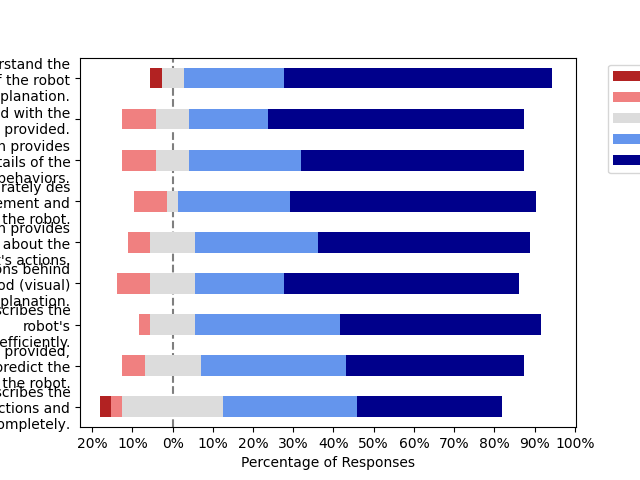 rstand the
f the robot
planation.
d with the
provided.
n provides
tails of the
behaviors.
rately des
ement and
the robot.
n provides
about the
t's actions.
ons behind
od (visual)
planation.
scribes the
robot's
efficiently.
provided,
predict the
the robot.
scribes the
ctions and
ompletely.
20% 10% 0% 10% 20% 30% 40% 50% 60% 70% 80% 90% 100%
Percentage of Responses